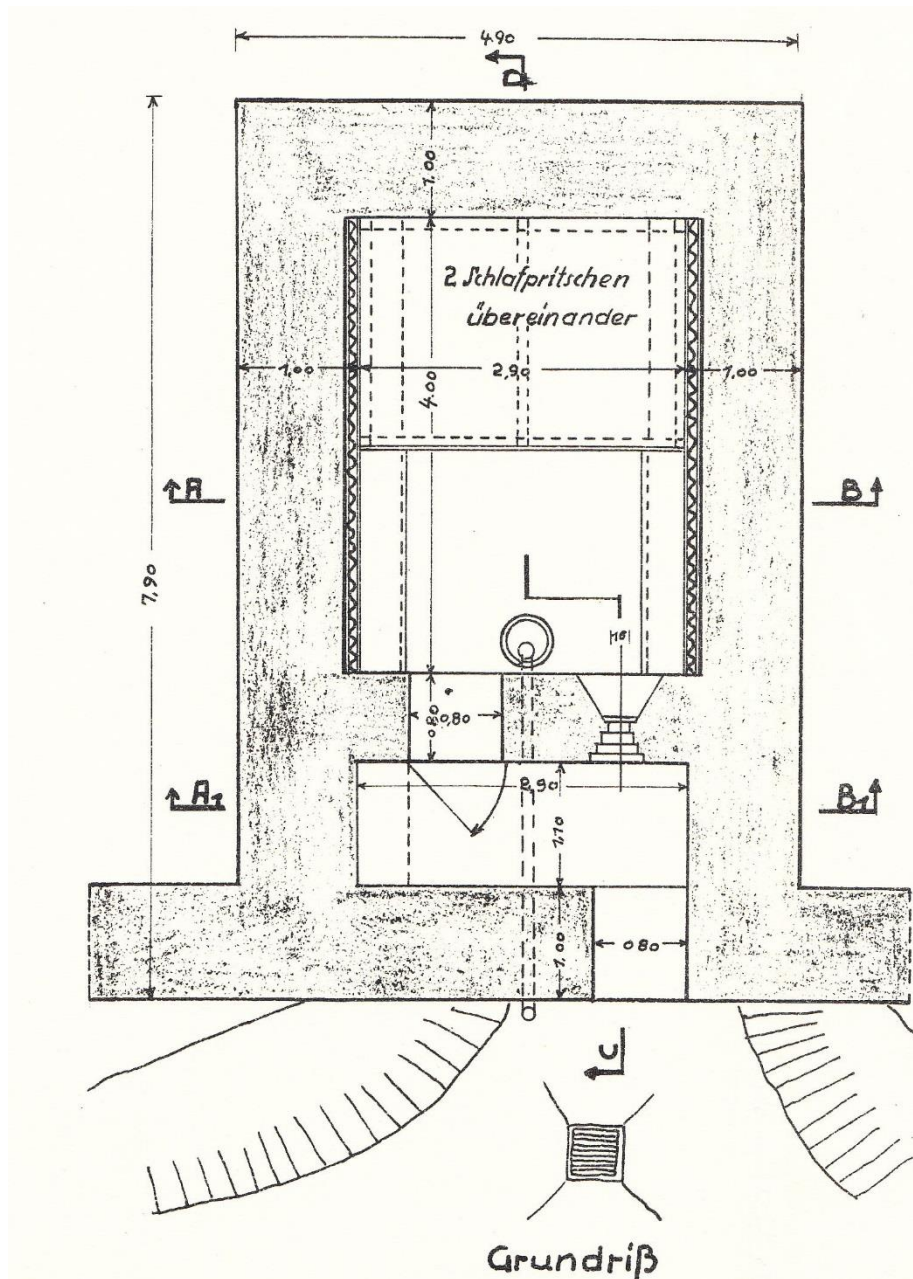 4.90
D
1.00
2 Schlafpritschen
übereinander
1,00
2,90
1,00
4.00
A
B
7,90
16
0.80
0,80
2,90
A1
B1
1,10
1.00
0.80
C
Grundriß